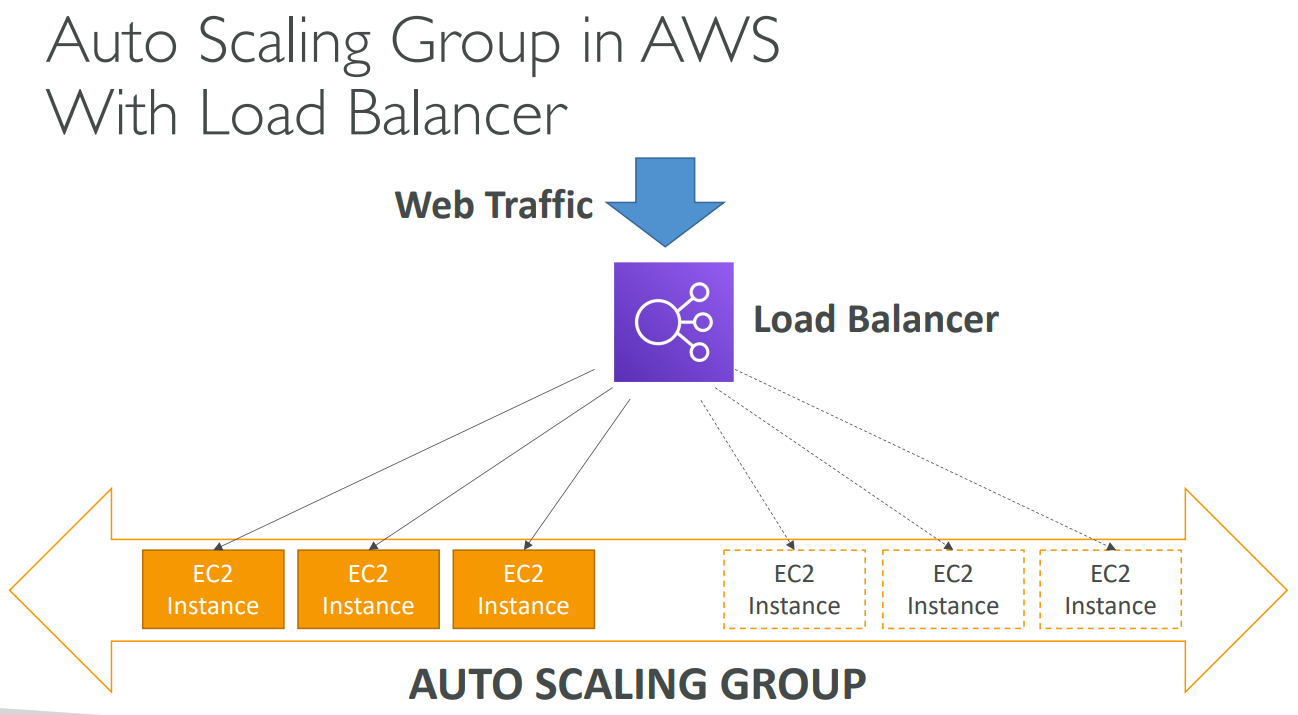 Auto Scaling Group in AWS
With Load Balancer
Web Traffic
Load Balancer
EC2
Instance
EC2
Instance
EC2
Instance
EC2
Instance
EC2
Instance
EC2
Instance
AUTO SCALING GROUP